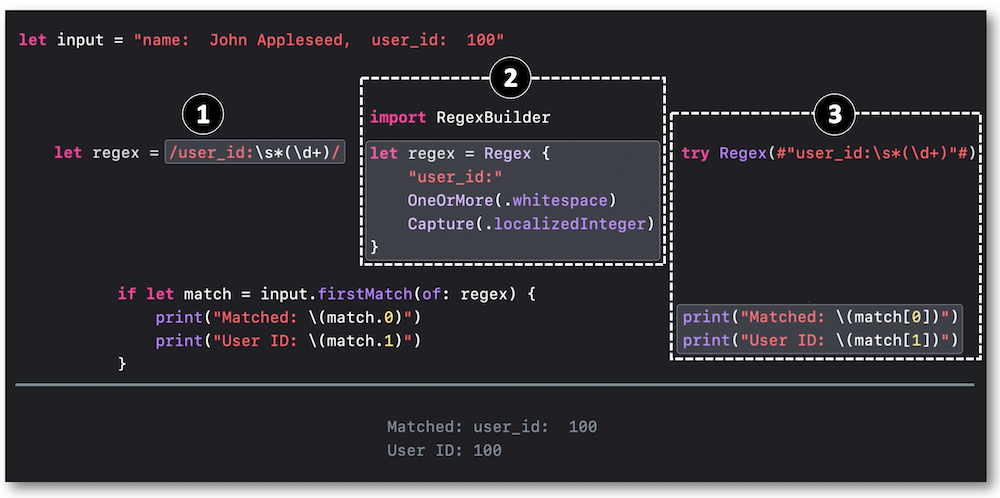 let input = "name:  John Appleseed,  user_id:  100"
1
let regex = /user_id:\s*(\d+)/
2
import RegexBuilder
let regex = Regex {
    "user_id:"
    OneOrMore(.whitespace)
    Capture(.localizedInteger)
}
3
try Regex(#"user_id:\s*(\d+)"#)
if let match = input.firstMatch(of: regex) {
    print("Matched: \(match.0)")
    print("User ID: \(match.1)")
}
print("Matched: \(match[0])")
print("User ID: \(match[1])")
Matched: user_id:  100
User ID: 100